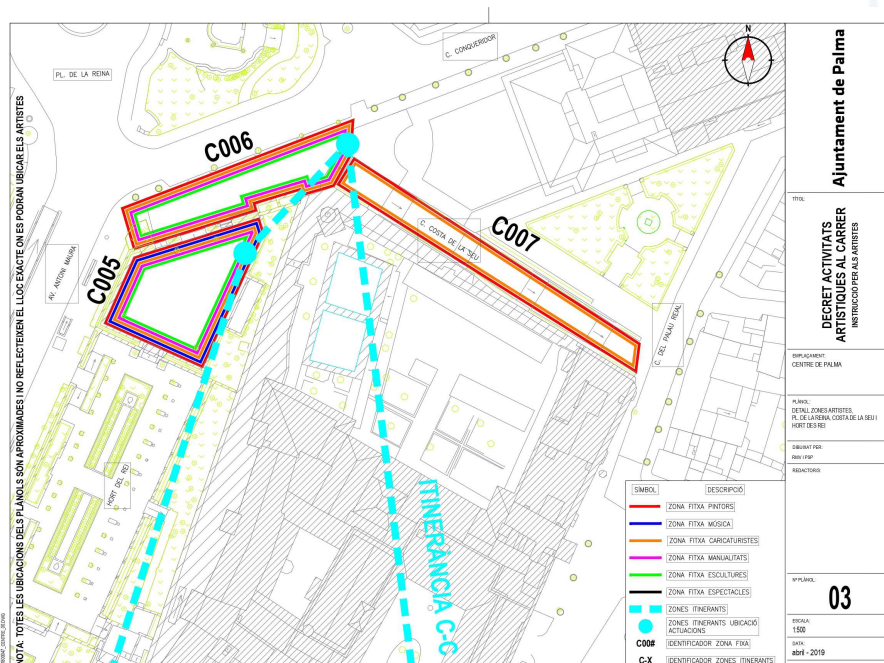 NOTA: TOTES LES UBICACIONS DELS PLÀNOLS SÓN APROXIMADES I NO REFLECTEIXEN EL LLOC EXACTE ON ES PODRAN UBICAR ELS ARTISTES
PL. DE LA REINA
C. CONQUERIDOR
N
C006
C007
C005
C. COSTA DE LA SEU
AV. ANTONI MAURA
C. DEL PALAU REIAL
HORT DEL REI
ITINERÀNCIA C-C
SÍMBOL
DESCRIPCIÓ
ZONA FITXA PINTORS
ZONA FITXA MÚSICA
ZONA FITXA CARICATURISTES
ZONA FITXA MANUALITATS
ZONA FITXA ESCULTURES
ZONA FITXA ESPECTACLES
ZONES ITINERANTS
ZONES ITINERANTS UBICACIÓ
ACTUACIONS
C00# IDENTIFICADOR ZONA FIXA
C-X IDENTIFICADOR ZONES ITINERANTS
Ajuntament de Palma
TÍTOL:
DECRET ACTIVITATS
ARTÍSTIQUES AL CARRER
INSTRUCCIÓ PER ALS ARTISTES
EMPLAÇAMENT:
CENTRE DE PALMA
PLÀNOL:
DETALL ZONES ARTISTES,
PL. DE LA REINA, COSTA DE LA SEU I
HORT DES REI
DIBUIXAT PER:
RMV I PSP
REDACTORS:
Nº PLÀNOL:
03
ESCALA:
1:500
DATA:
abril - 2019